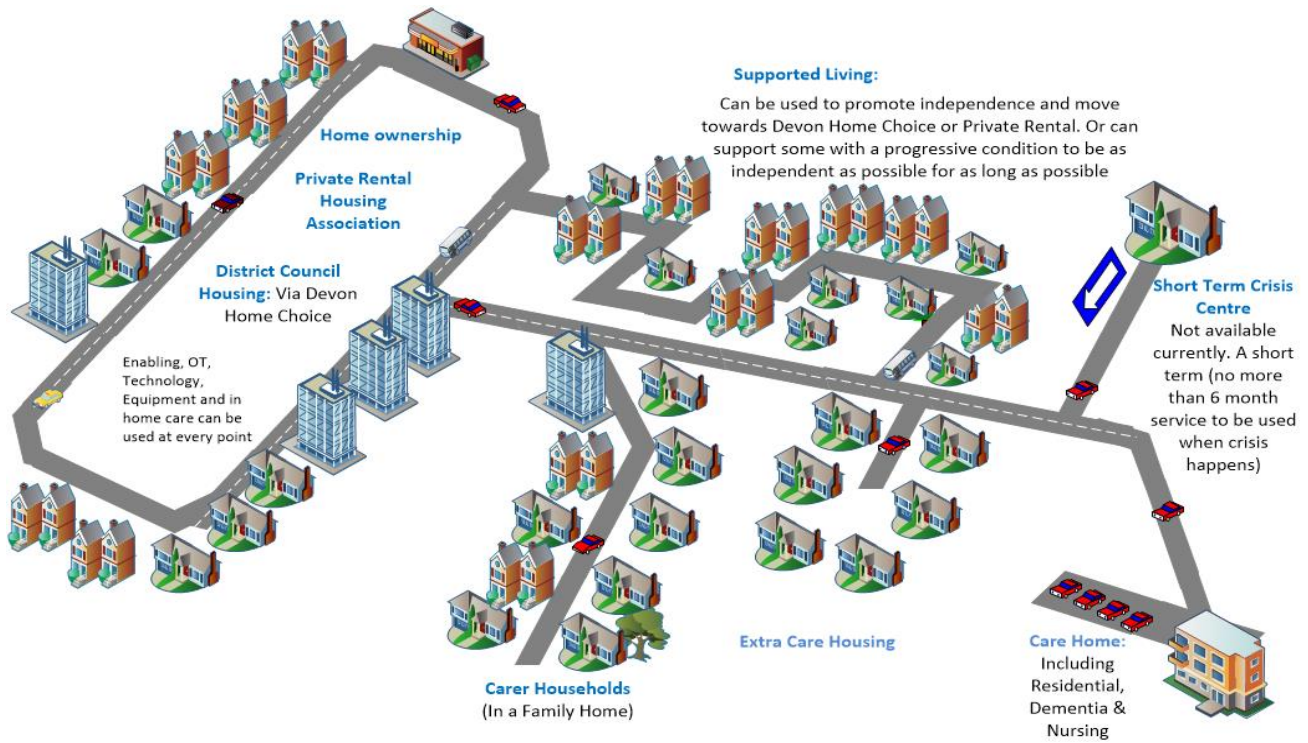 Supported Living:
Can be used to promote independence and move
towards Devon Home Choice or Private Rental. Or can
support some with a progressive condition to be as
independent as possible for as long as possible
Home ownership
Private Rental
Housing
Association
District Council
Housing: Via Devon
Home Choice
Enabling, OT,
Technology,
Equipment and in
home care can be
used at every point
Short Term Crisis
Centre
Not available
currently. A short
term (no more
than 6 month
service to be used
when crisis
happens)
Extra Care Housing
Care Home:
Including
Residential,
Dementia &
Nursing
Carer Households
(In a Family Home)